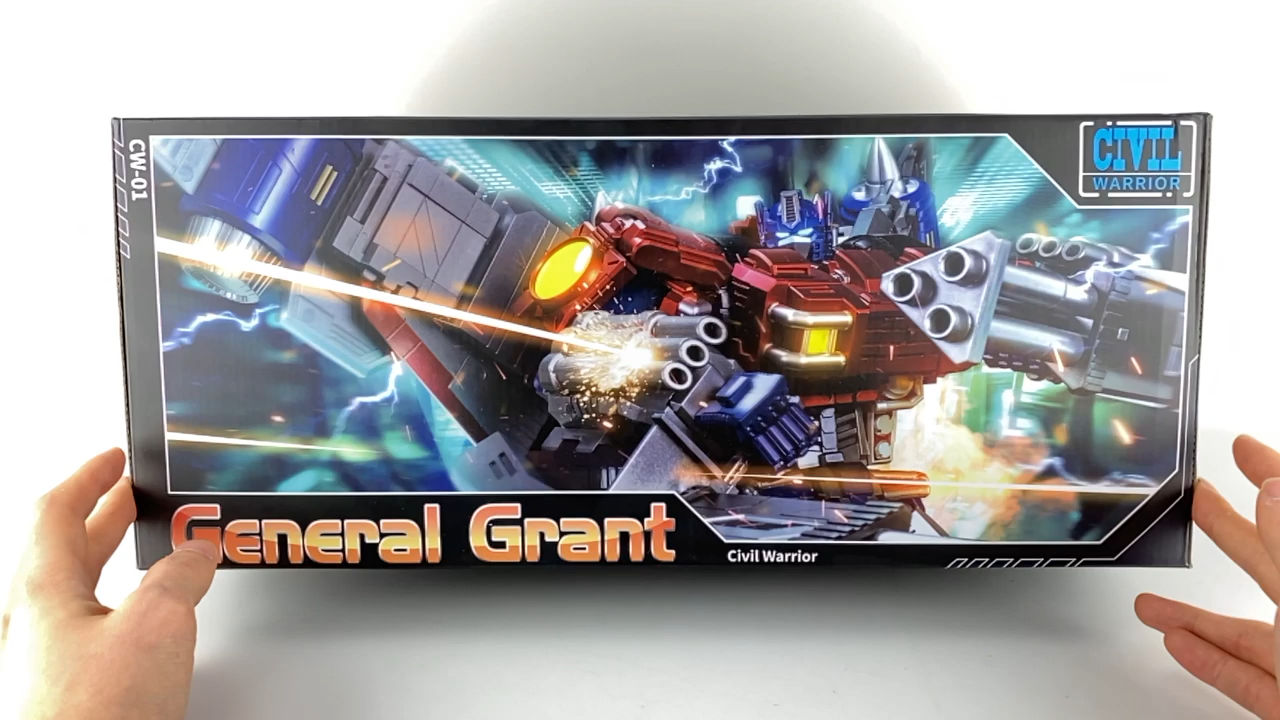 CW-01
CIVIL
WARRIOR
General Grant
Civil Warrior